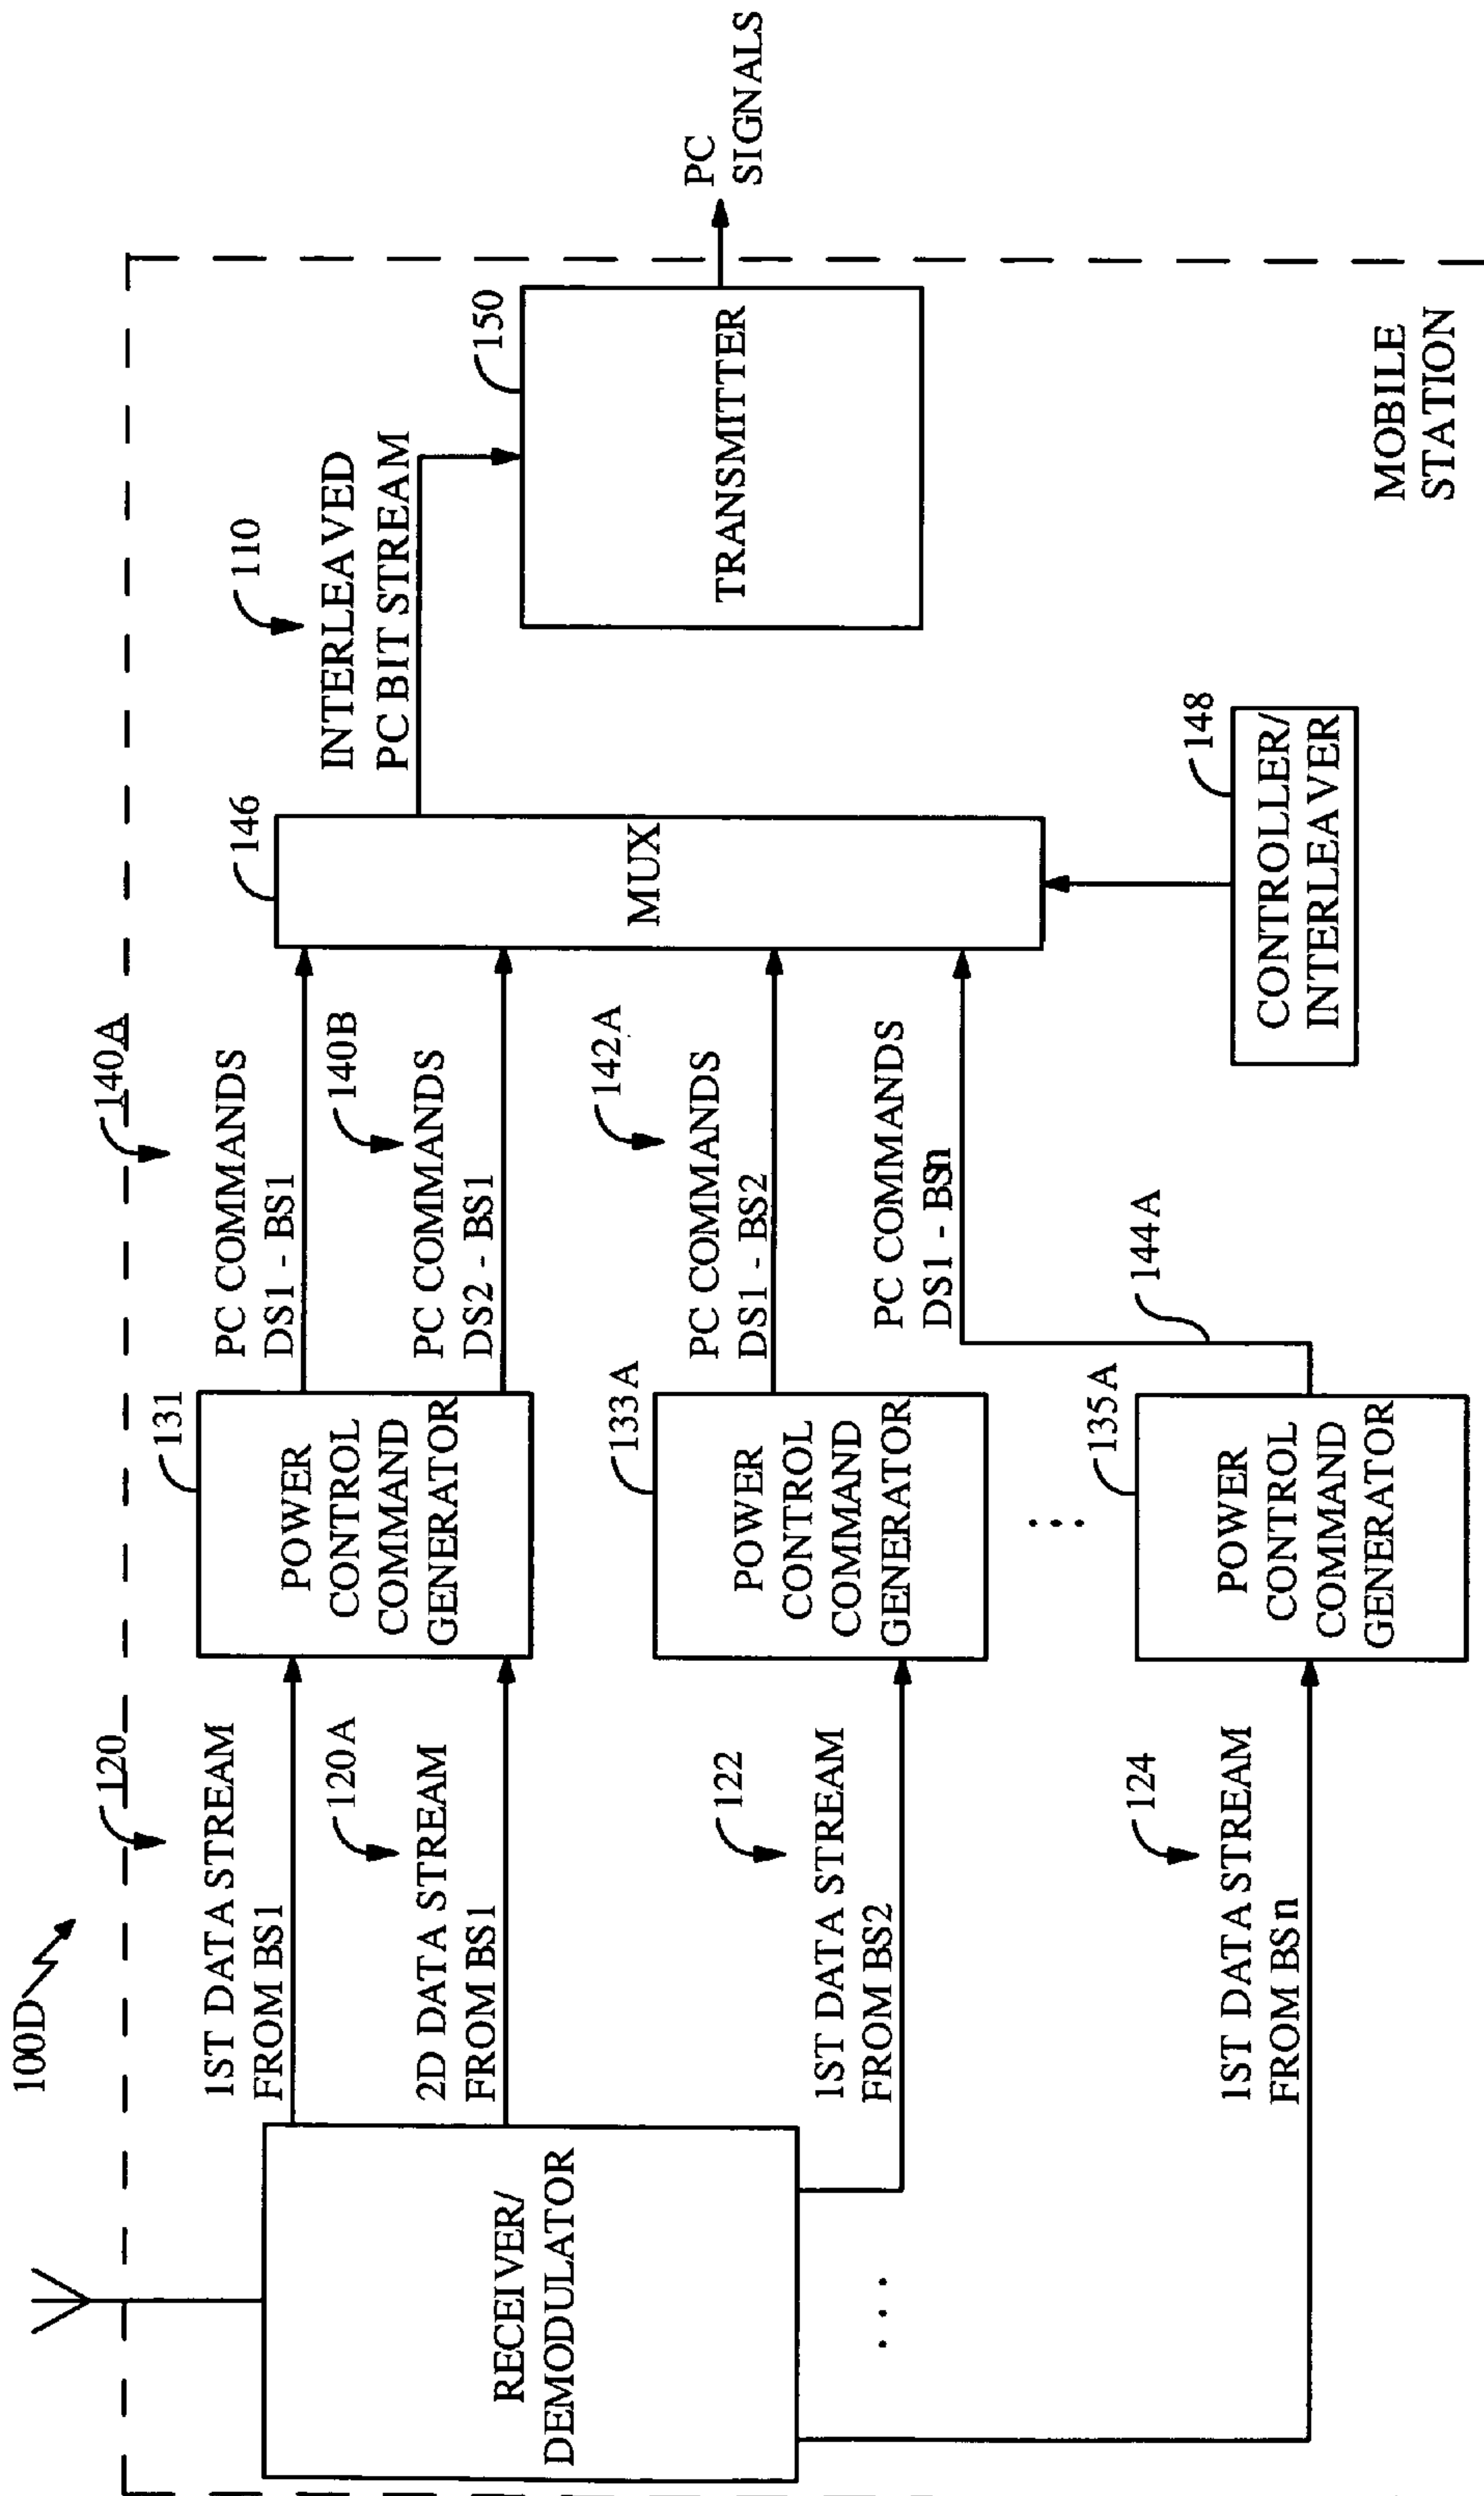 100D
120
1ST DATA STREAM
FROM BS1
120A
2D DATA STREAM
FROM BS1
122
1ST DATA STREAM
FROM BS2
124
1ST DATA STREAM
FROM BSn
RECEIVER/
DEMODULATOR
131
POWER
CONTROL
COMMAND
GENERATOR
133A
POWER
CONTROL
COMMAND
GENERATOR
135A
POWER
CONTROL
COMMAND
GENERATOR
140A
PC COMMANDS
DS1 - BS1
140B
PC COMMANDS
DS2 - BS1
142A
PC COMMANDS
DS1 - BS2
PC COMMANDS
DS1 - BSn
144A
146
MUX
148
CONTROLLER/
INTERLEAVER
110
INTERLEAVED
PC BIT STREAM
150
TRANSMITTER
PC
SIGNALS
MOBILE
STATION